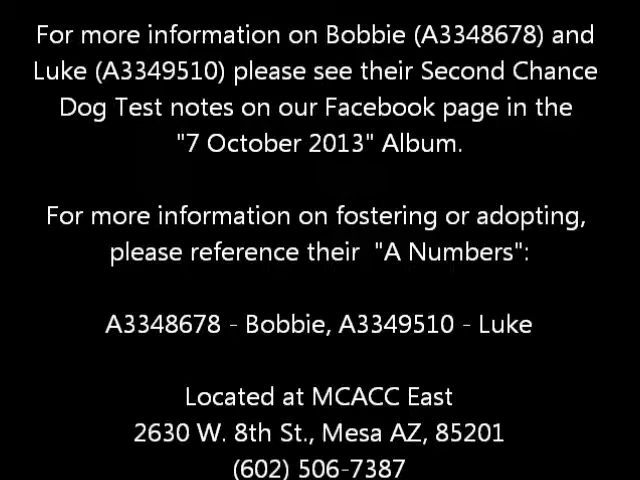 For more information on Bobbie (A3348678) and
Luke (A3349510) please see their Second Chance
Dog Test notes on our Facebook page in the
"7 October 2013" Album.
For more information on fostering or adopting,
please reference their  "A Numbers":
A3348678 - Bobbie, A3349510 - Luke
Located at MCACC East
2630 W. 8th St., Mesa AZ, 85201
(602) 506-7387